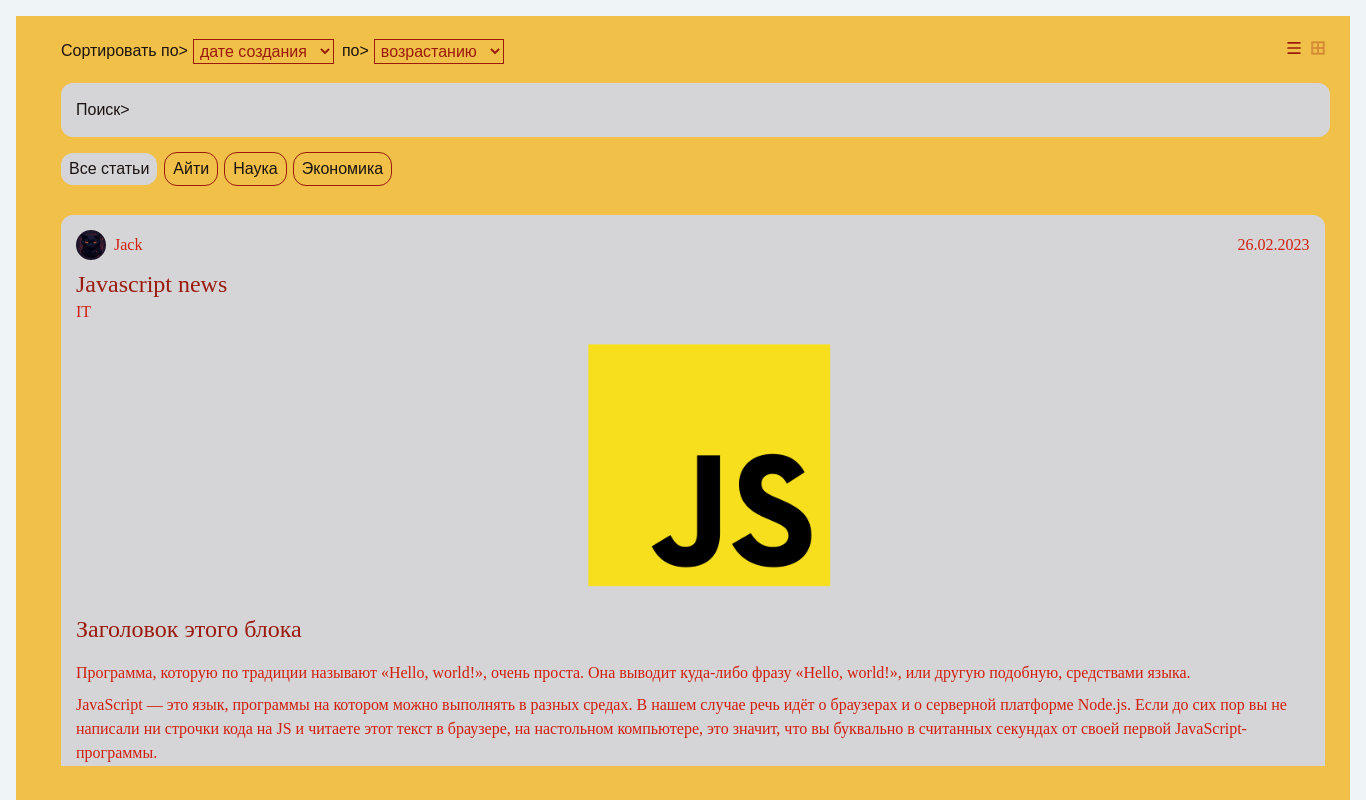 Сортировать по> дате создания по> возрастанию
Поиск>
Все статьи Айти Наука Экономика
Jack 26.02.2023
Javascript news
IT
JS
Заголовок этого блока
Программа, которую по традиции называют «Hello, world!», очень проста. Она выводит куда-либо фразу «Hello, world!», или другую подобную, средствами языка.
JavaScript — это язык, программы на котором можно выполнять в разных средах. В нашем случае речь идёт о браузерах и о серверной платформе Node.js. Если до сих пор вы не
написали ни строчки кода на JS и читаете этот текст в браузере, на настольном компьютере, это значит, что вы буквально в считанных секундах от своей первой JavaScript-
программы.